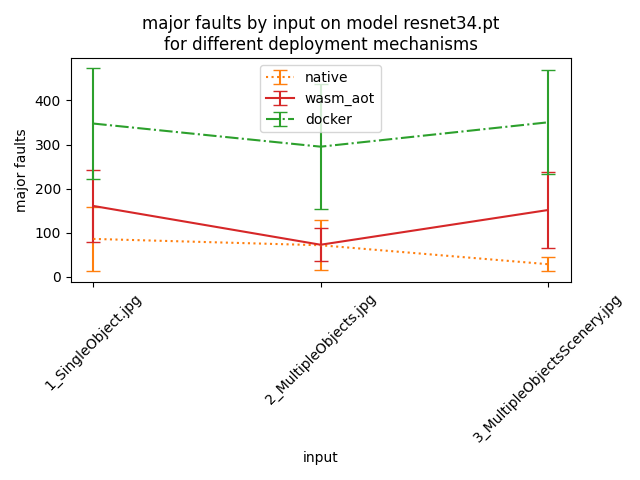 major faults by input on model resnet34.pt
for different deployment mechanisms
native
wasm_aot
docker
major faults
400
300
200
100
0
1_SingleObject.jpg
2_MultipleObjects.jpg
3_MultipleObjectsScenery.jpg
input